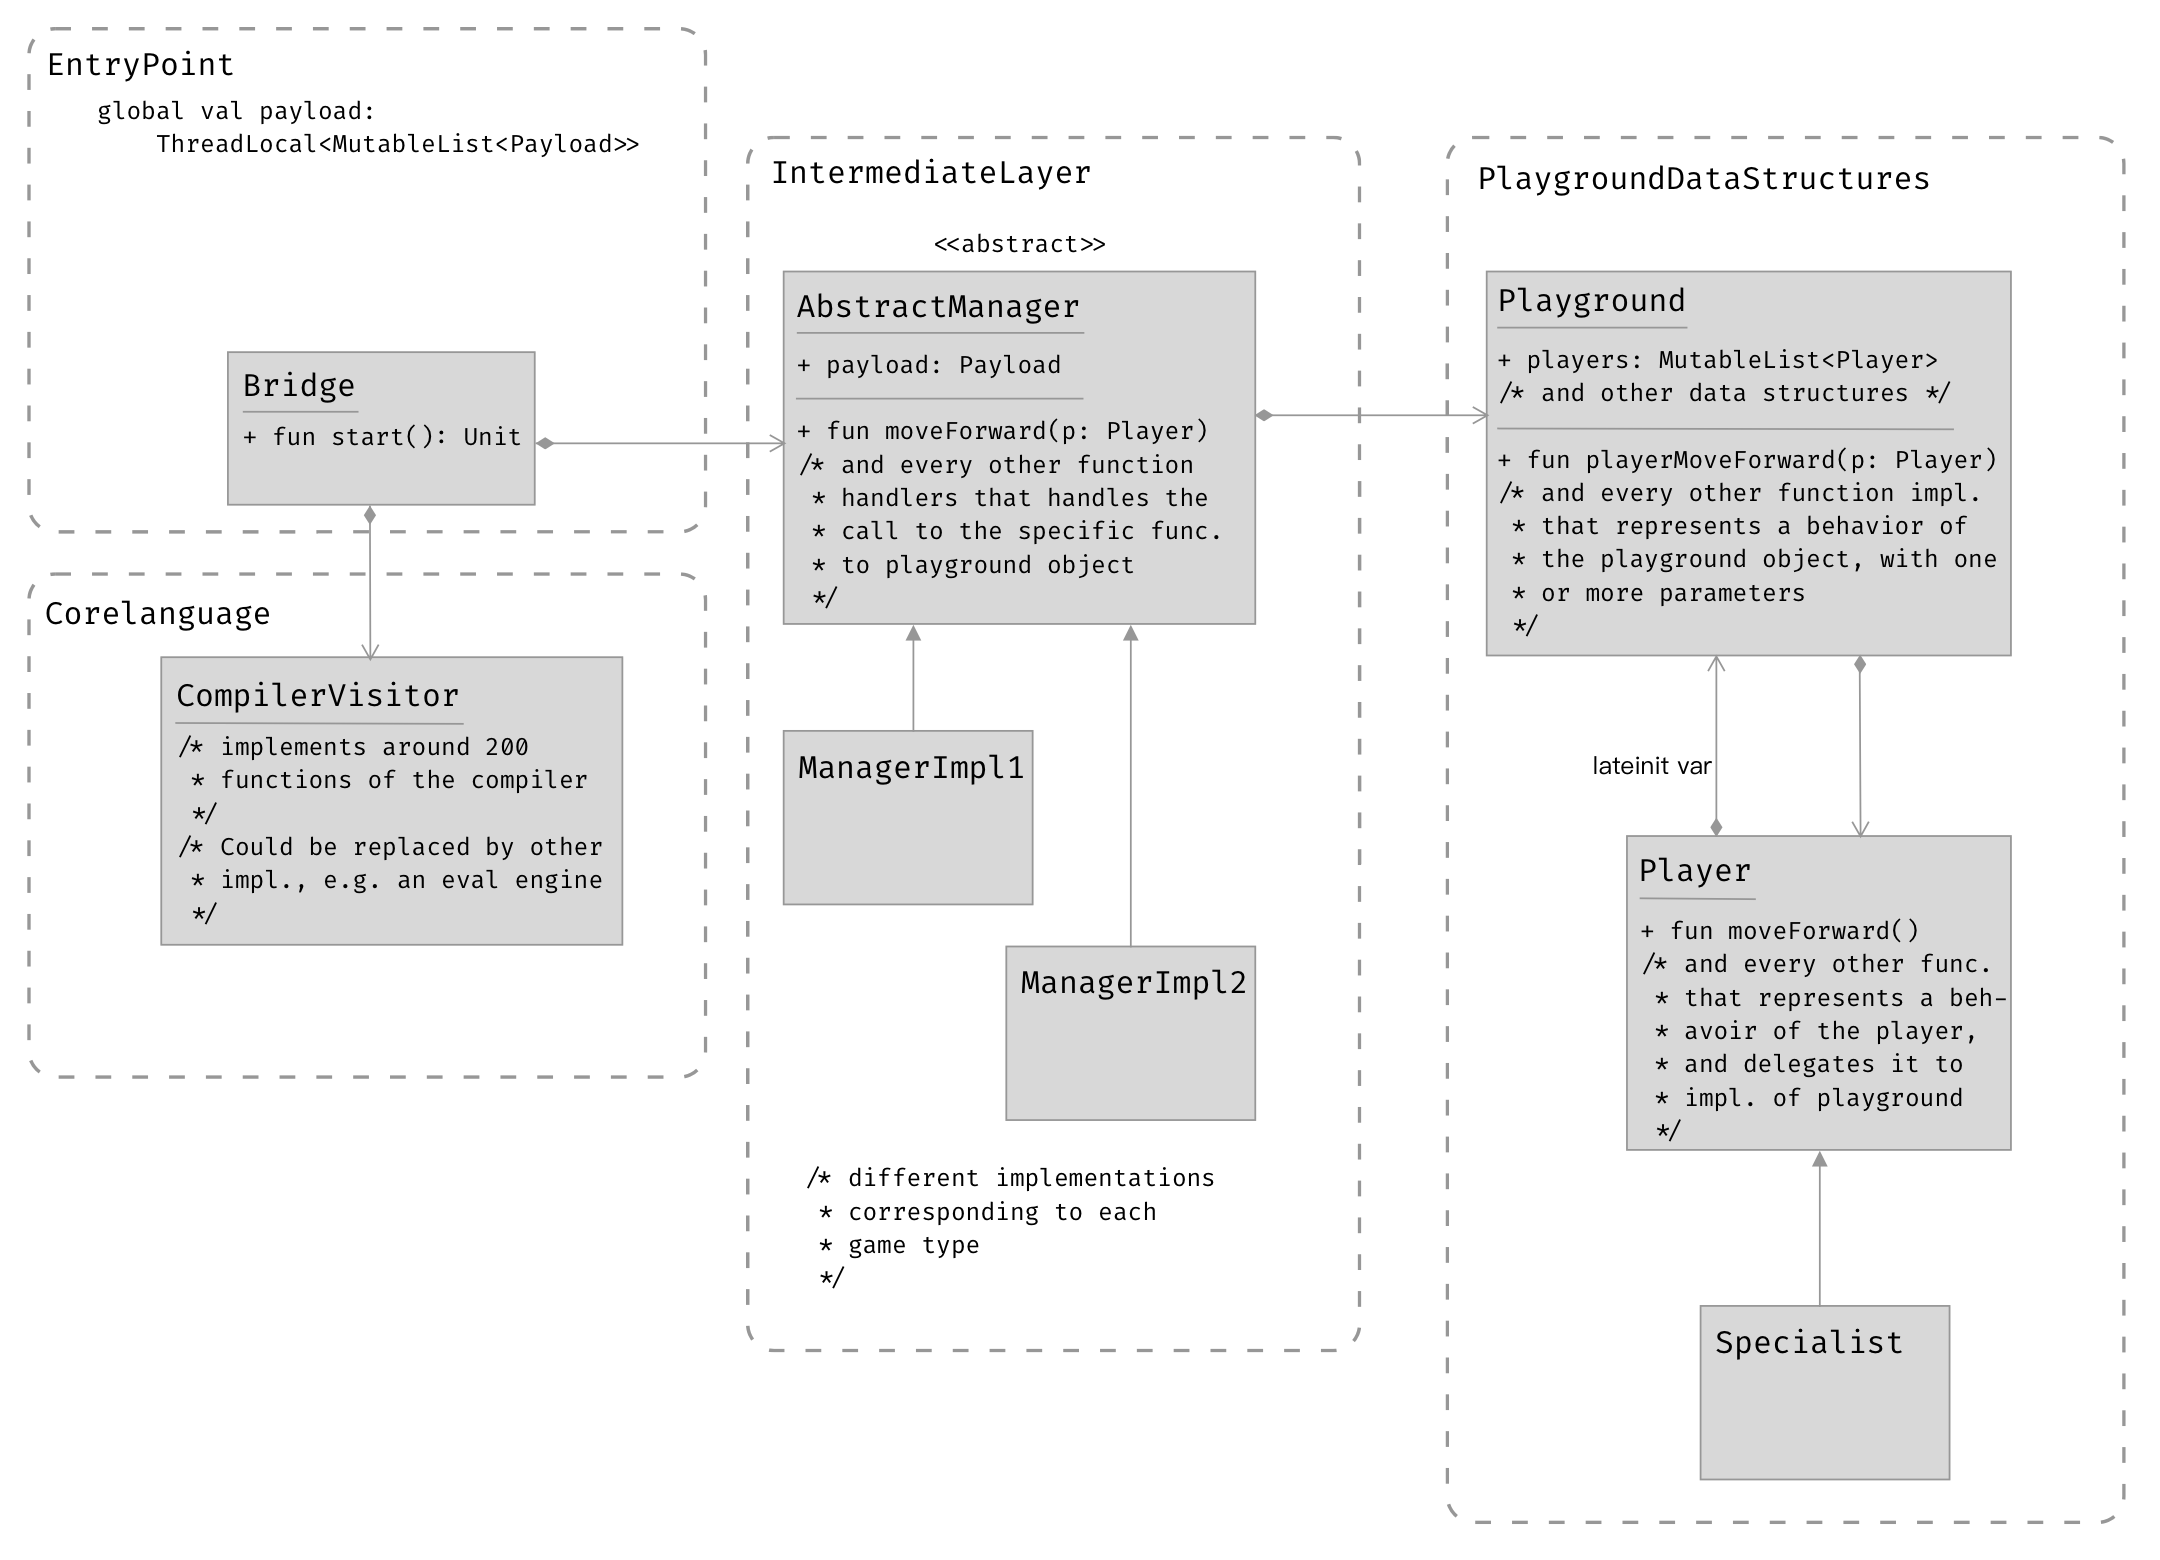 EntryPoint
global val payload:
ThreadLocal<MutableList<Payload>>
Bridge
+ fun start(): Unit
Corelanguage
CompilerVisitor
/* implements around 200
* functions of the compiler
*/
/* Could be replaced by other
* impl., e.g. an eval engine
*/
IntermediateLayer
<<abstract>>
AbstractManager
+ payload: Payload
+ fun moveForward(p: Player)
/* and every other function
* handlers that handles the
* call to the specific func.
* to playground object
*/
ManagerImpl1
ManagerImpl2
/* different implementations
* corresponding to each
* game type
*/
PlaygroundDataStructures
Playground
+ players: MutableList<Player>
/* and other data structures */
+ fun playerMoveForward(p: Player)
/* and every other function impl.
* that represents a behavior of
* the playground object, with one
* or more parameters
*/
lateinit var
Player
+ fun moveForward()
/* and every other func.
* that represents a beh-
* avoir of the player,
* and delegates it to
* impl. of playground
*/
Specialist